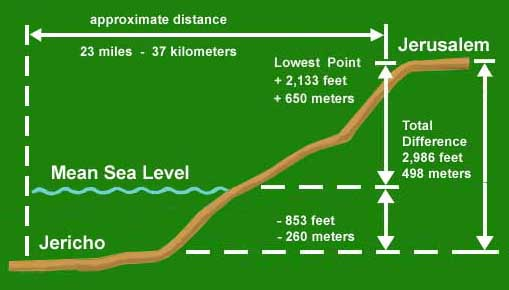 approximate distance
23 miles - 37 kilometers
Jerusalem
Lowest Point
+ 2,133 feet
+ 650 meters
Total
Difference
2,986 feet
498 meters
Mean Sea Level
- 853 feet
- 260 meters
Jericho